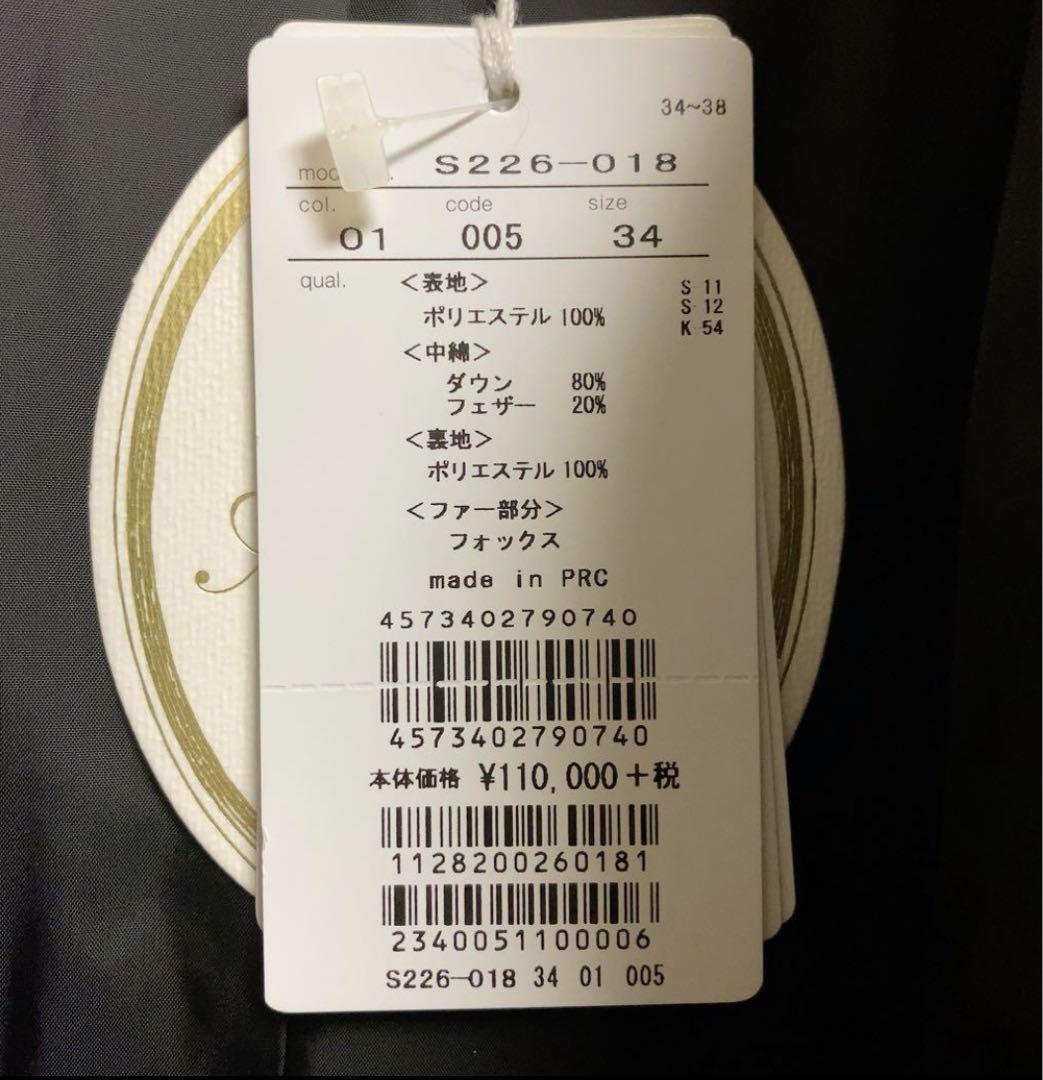 34~38
S226-018
col. code size
01 005 34
qual. <表地>
ポリエステル 100%
S 11
S 12
K 54
<中綿>
ダウン 80%
フェザー 20%
<裏地>
ポリエステル 100%
<ファー部分>
フォックス
made in PRC
4573402790740
4573402790740
本体価格 ¥110,000+税
1128200260181
2340051100006
S226-018 34 01 005